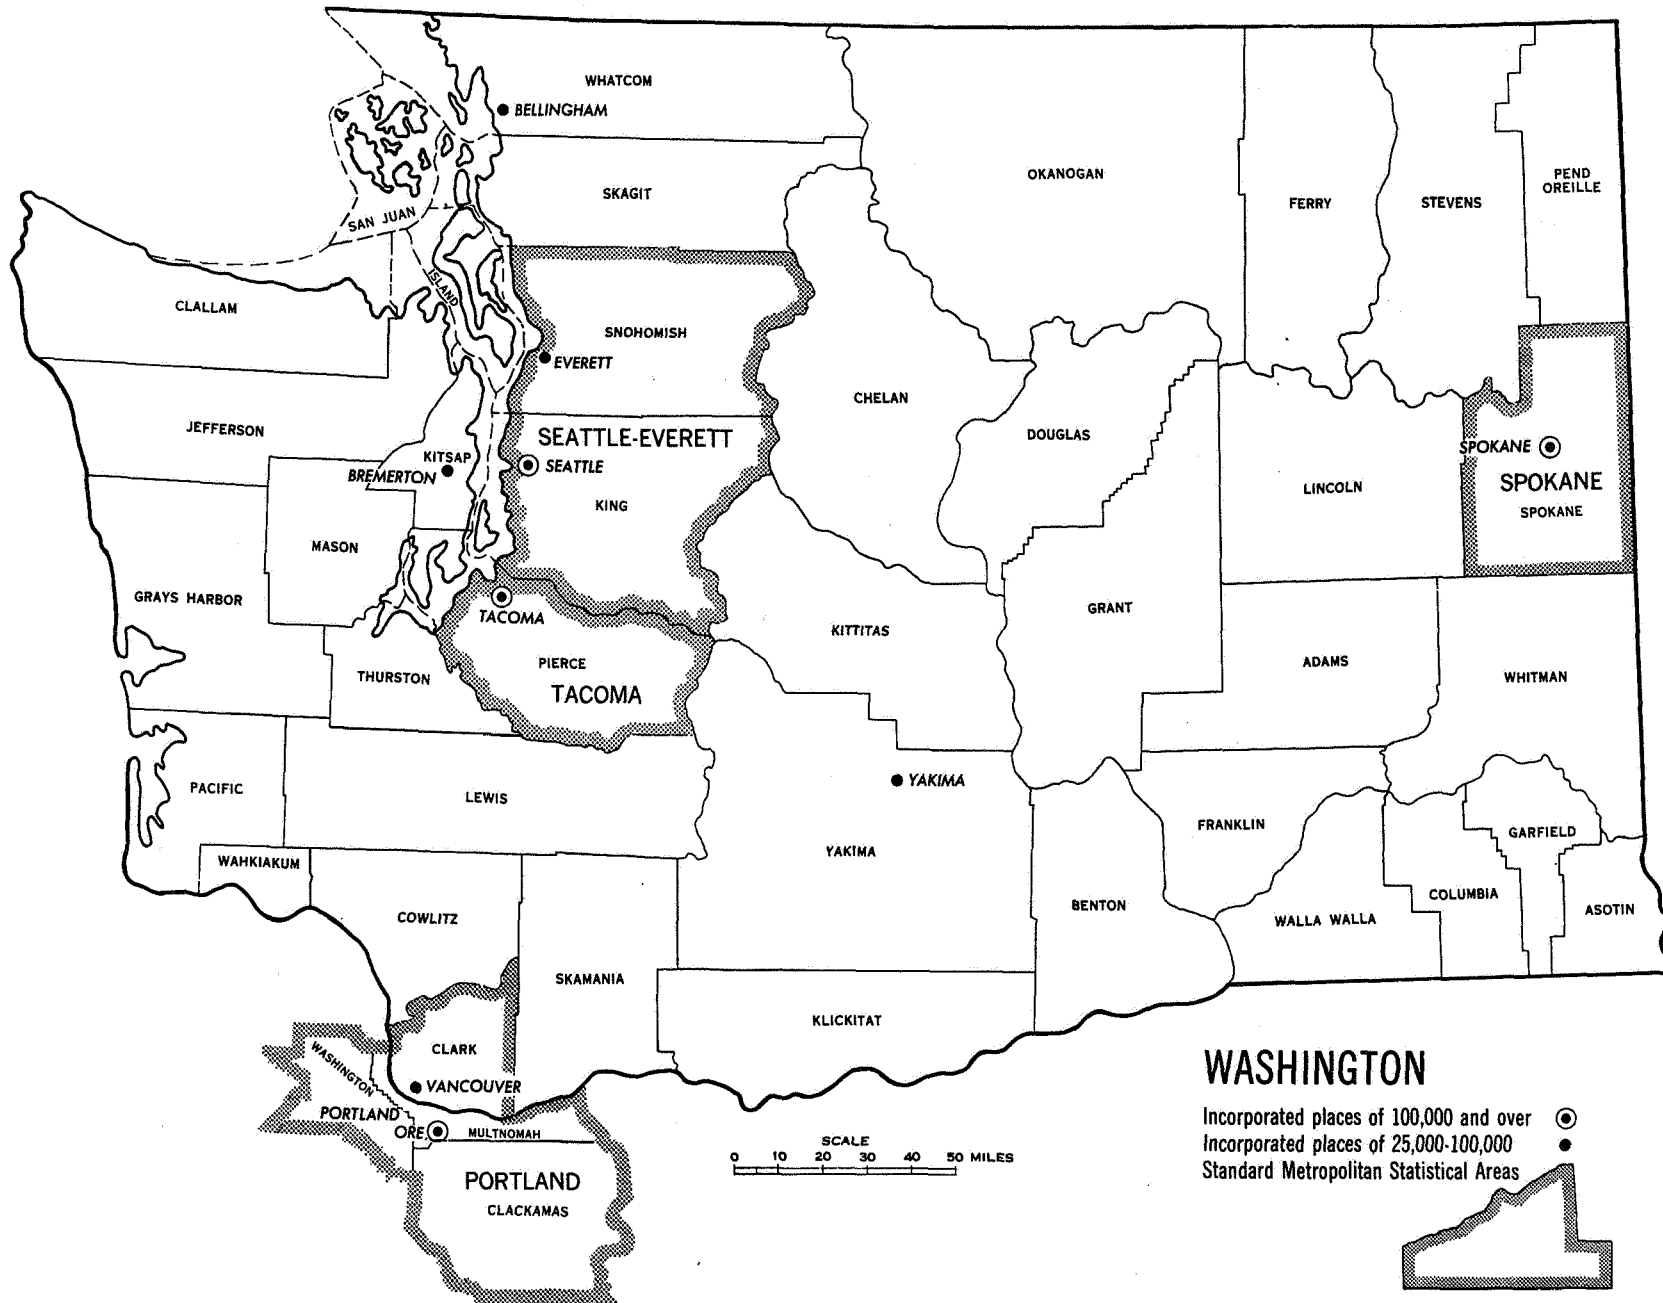 WHATCOM
BELLINGHAM
SKAGIT
OKANOGAN
FERRY
STEVENS
PEND
OREILLE
SAN JUAN
ISLAND
CLALLAM
SNOHOMISH
EVERETT
CHELAN
DOUGLAS
JEFFERSON
SEATTLE-EVERETT
KITSAP
BREMERTON
SEATTLE
KING
LINCOLN
SPOKANE
SPOKANE
SPOKANE
MASON
GRAYS HARBOR
TACOMA
PIERCE
TACOMA
THURSTON
KITTITAS
GRANT
ADAMS
WHITMAN
PACIFIC
LEWIS
YAKIMA
YAKIMA
FRANKLIN
GARFIELD
WAHKIAKUM
COWLITZ
BENTON
WALLA WALLA
COLUMBIA
ASOTIN
SKAMANIA
KLICKITAT
CLARK
VANCOUVER
WASHINGTON
PORTLAND
ORE.
MULTNOMAH
PORTLAND
CLACKAMAS
SCALE
0 10 20 30 40 50 MILES
WASHINGTON
Incorporated places of 100,000 and over
Incorporated places of 25,000-100,000
Standard Metropolitan Statistical Areas